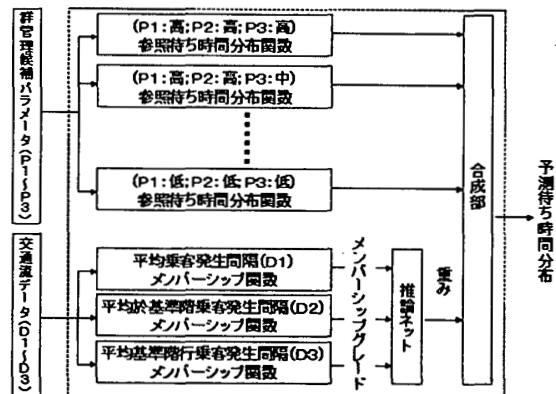 群管理候補パラメータ(P1~P3)
(P1:高;P2:高;P3:高)
参照待ち時間分布関数
(P1:高;P2:高;P3:中)
参照待ち時間分布関数
(P1:低;P2:低;P3:低)
参照待ち時間分布関数
合成部
予測待ち時間分布
交通流データ(D1~D3)
平均乗客発生間隔(D1)
メンバーシップ関数
平均於基準階乗客発生間隔(D2)
メンバーシップ関数
平均基準階行乗客発生間隔(D3)
メンバーシップ関数
メンバーシップグレード
推論ネット
重み